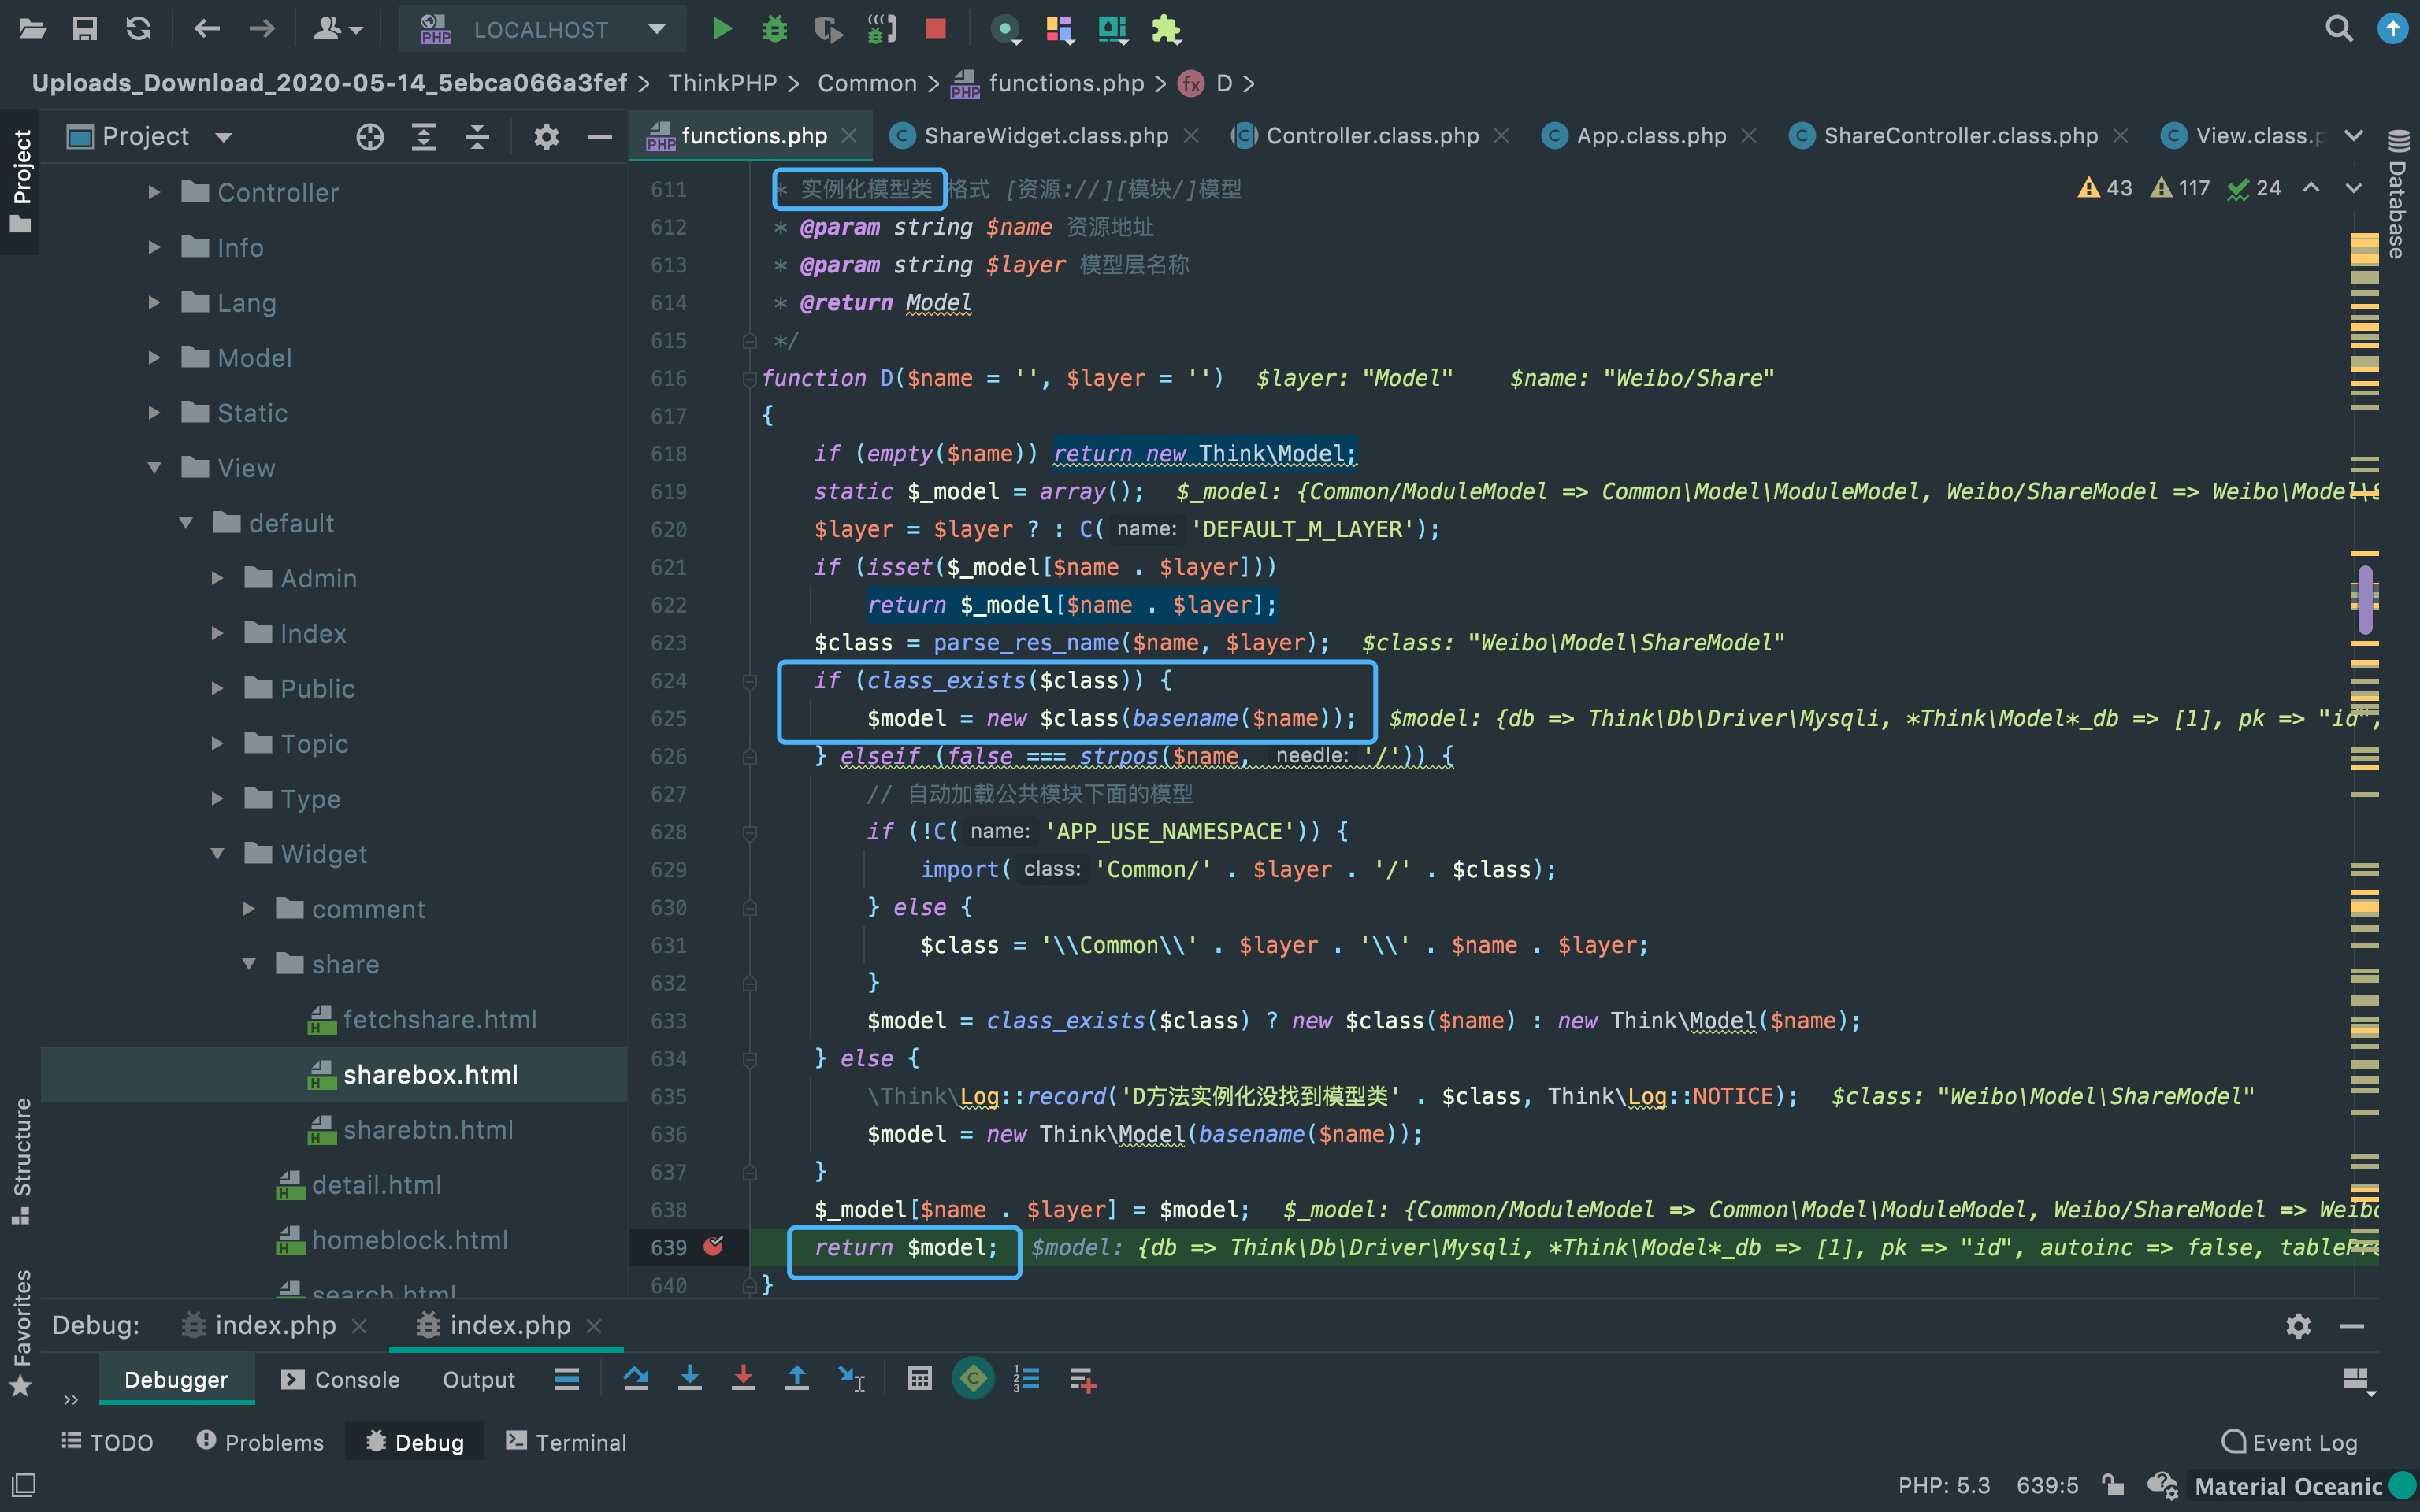 LOCALHOST
Uploads_Download_2020-05-14_5ebca066a3fef > ThinkPHP > Common > functions.php > D >
Project
functions.php ShareWidget.class.php Controller.class.php App.class.php ShareController.class.php View.class.p
Project
Structure
Favorites
Database
Controller
Info
Lang
Model
Static
View
default
Admin
Index
Public
Topic
Type
Widget
comment
share
fetchshare.html
sharebox.html
sharebtn.html
detail.html
homeblock.html
search.html
43 117 24
611 * 实例化模型类 格式 [资源://][模块/]模型
612 * @param string $name 资源地址
613 * @param string $layer 模型层名称
614 * @return Model
615 */
616 function D($name = '', $layer = '') $layer: "Model" $name: "Weibo/Share"
617 {
618 if (empty($name)) return new Think\Model;
619 static $_model = array(); $_model: {Common/ModuleModel => Common\Model\ModuleModel, Weibo/ShareModel => Weibo\Model\S
620 $layer = $layer ? : C( name: 'DEFAULT_M_LAYER');
621 if (isset($_model[$name . $layer]))
622 return $_model[$name . $layer];
623 $class = parse_res_name($name, $layer); $class: "Weibo\Model\ShareModel"
624 if (class_exists($class)) {
625 $model = new $class(basename($name)); $model: {db => Think\Db\Driver\Mysqli, *Think\Model*_db => [1], pk => "id",
626 } elseif (false === strpos($name, needle: '/')) {
627 // 自动加载公共模块下面的模型
628 if (!C( name: 'APP_USE_NAMESPACE')) {
629 import( class: 'Common/' . $layer . '/' . $class);
630 } else {
631 $class = '\\Common\\' . $layer . '\\' . $name . $layer;
632 }
633 $model = class_exists($class) ? new $class($name) : new Think\Model($name);
634 } else {
635 \Think\Log::record('D方法实例化没找到模型类' . $class, Think\Log::NOTICE); $class: "Weibo\Model\ShareModel"
636 $model = new Think\Model(basename($name));
637 }
638 $_model[$name . $layer] = $model; $_model: {Common/ModuleModel => Common\Model\ModuleModel, Weibo/ShareModel => Weibo
639 return $model; $model: {db => Think\Db\Driver\Mysqli, *Think\Model*_db => [1], pk => "id", autoinc => false, tablePre
640 }
Debug: index.php index.php
Debugger Console Output
TODO Problems Debug Terminal Event Log
PHP: 5.3 639:5 Material Oceanic